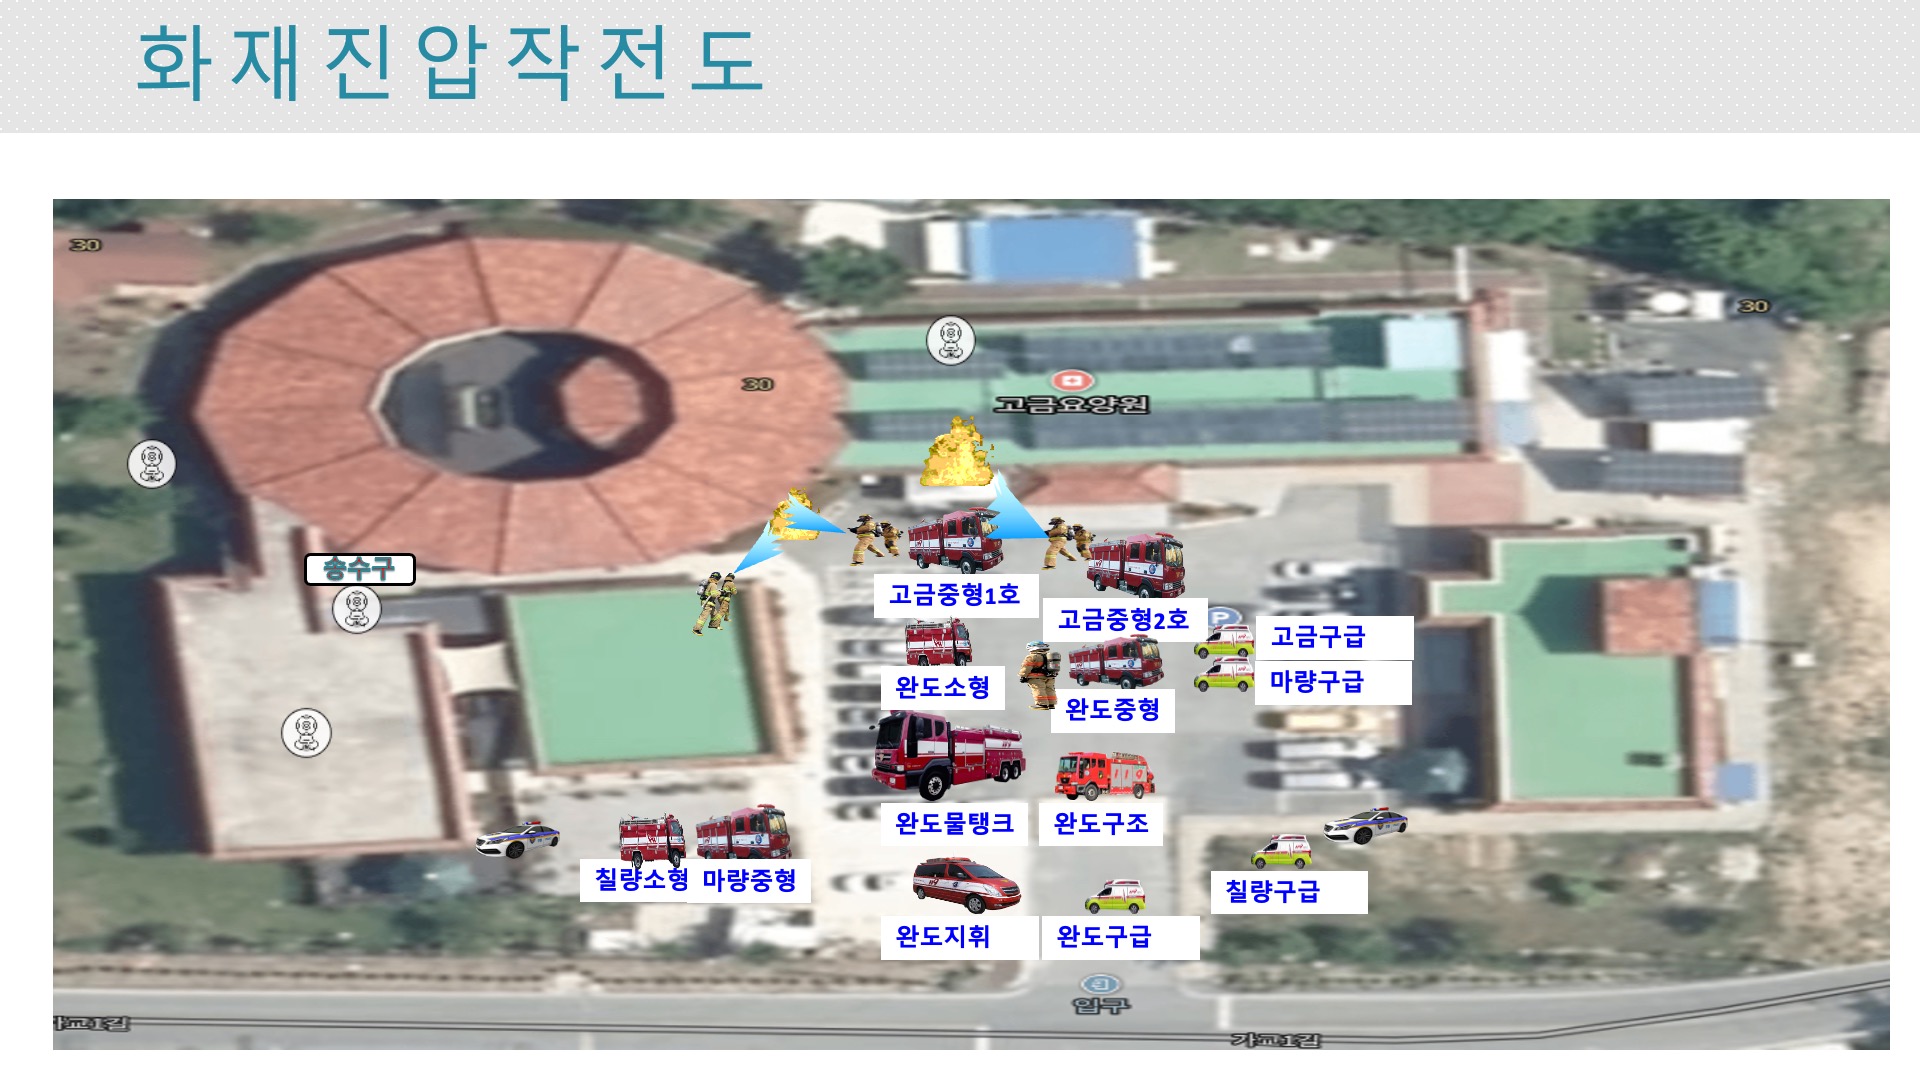 화재진압작전도
30
30
30
고금요양원
송수구
고금중형1호
고금중형2호
P
고금구급
마량구급
완도소형
완도중형
완도물탱크
완도구조
칠량소형
마량중형
칠량구급
완도지휘
완도구급
입구
가교1길
가교1길